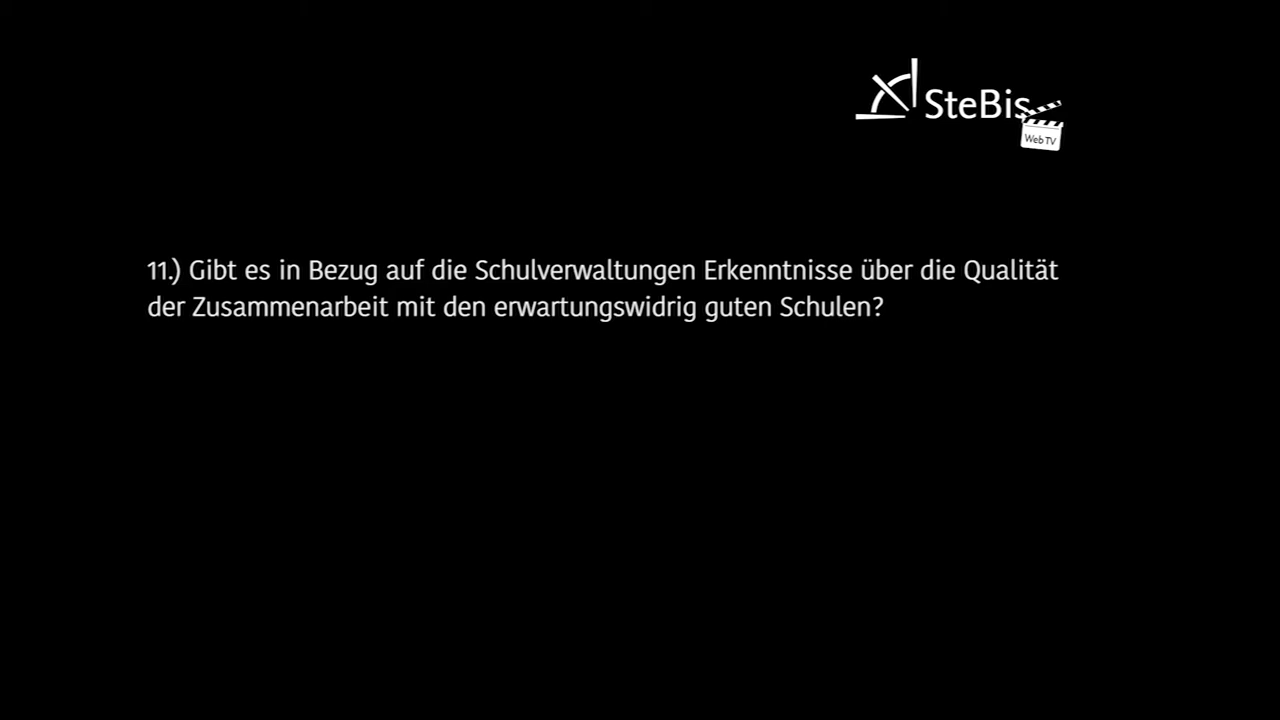 SteBis
Web TV
11.) Gibt es in Bezug auf die Schulverwaltungen Erkenntnisse über die Qualität
der Zusammenarbeit mit den erwartungswidrig guten Schulen?